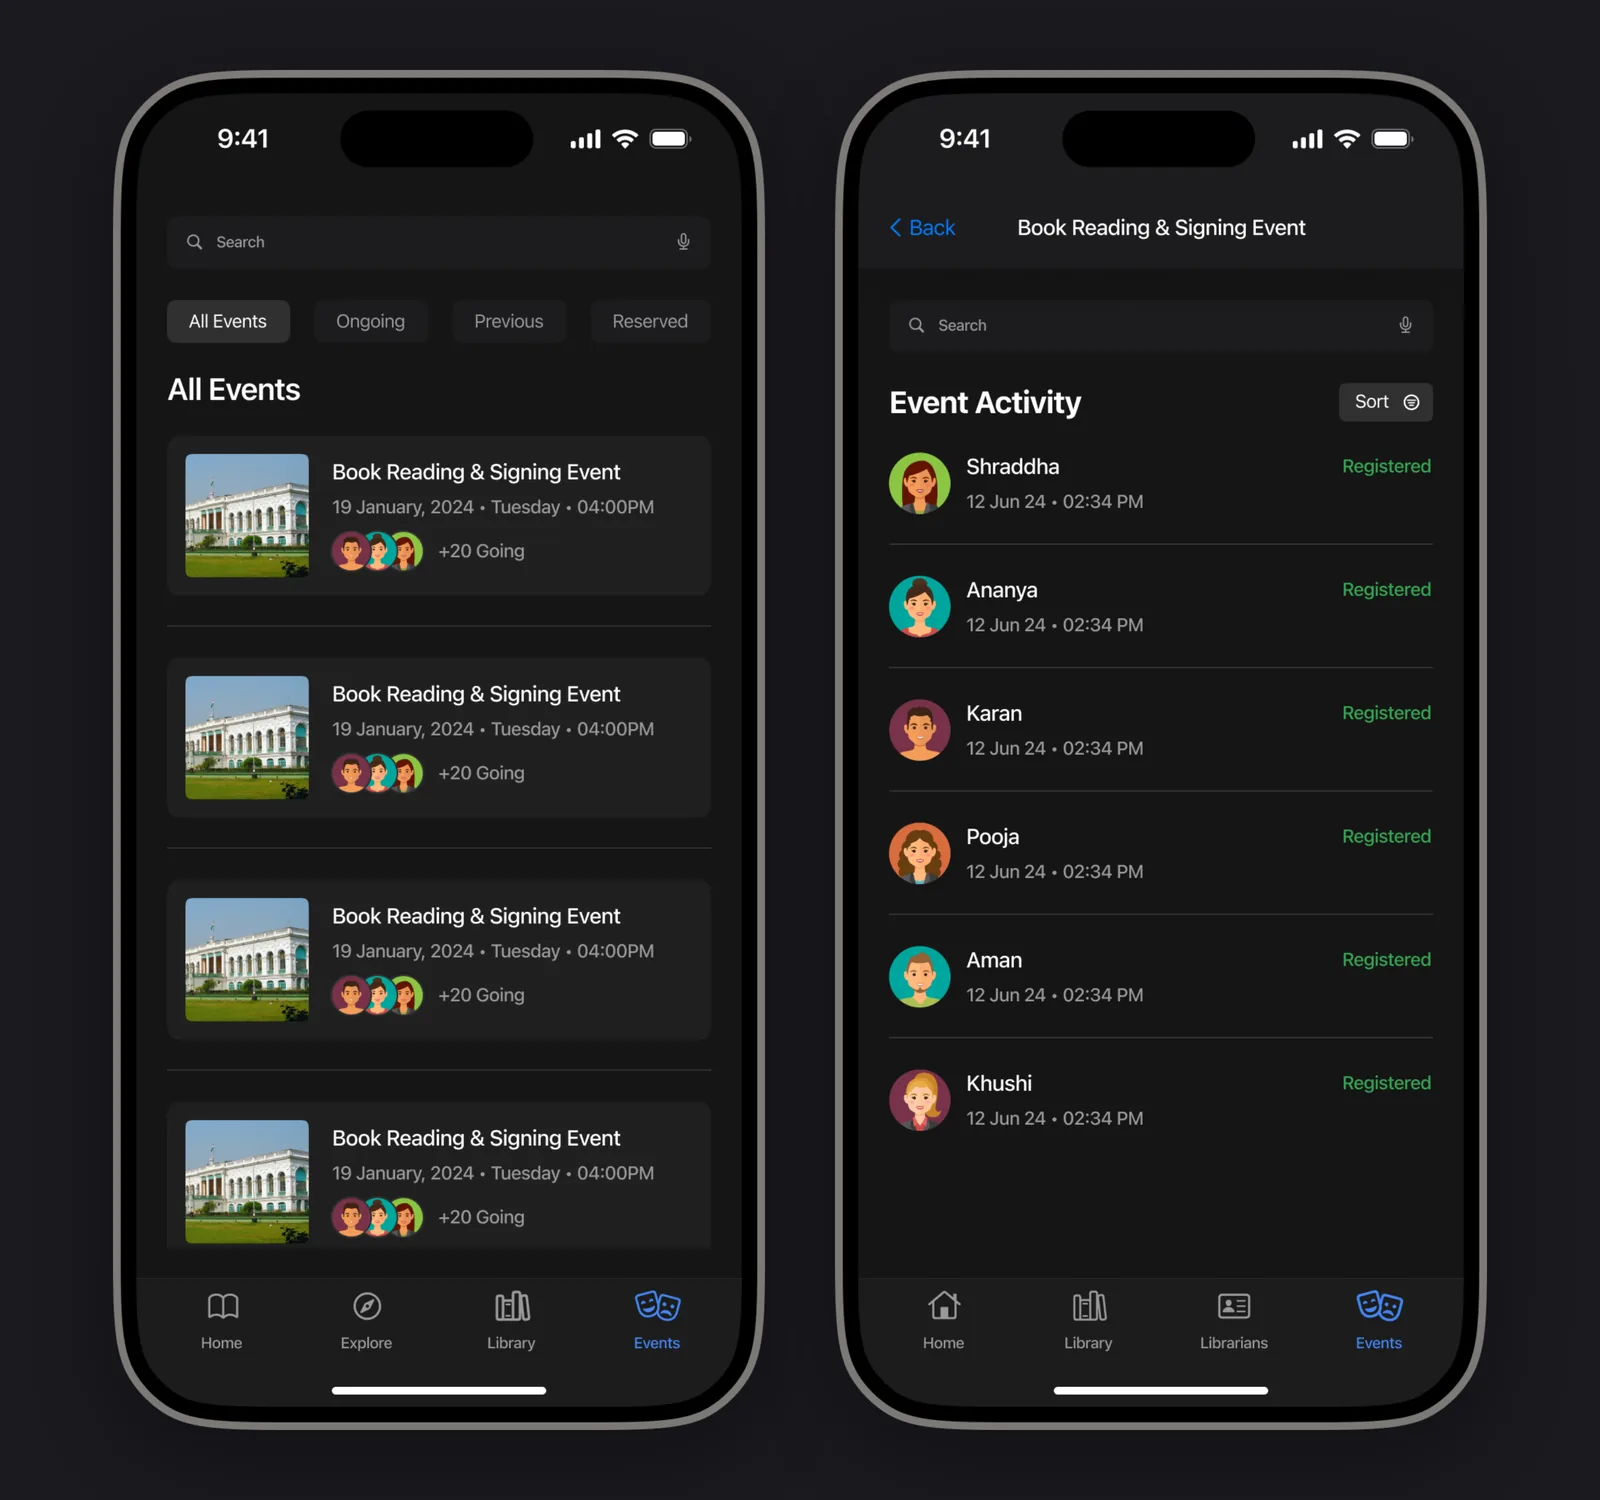 9:41
Search
All Events Ongoing Previous Reserved
All Events
Book Reading & Signing Event
19 January, 2024 • Tuesday • 04:00PM
+20 Going
Book Reading & Signing Event
19 January, 2024 • Tuesday • 04:00PM
+20 Going
Book Reading & Signing Event
19 January, 2024 • Tuesday • 04:00PM
+20 Going
Book Reading & Signing Event
19 January, 2024 • Tuesday • 04:00PM
+20 Going
Home Explore Library Events
9:41
Back Book Reading & Signing Event
Search
Event Activity Sort
Shraddha Registered
12 Jun 24 • 02:34 PM
Ananya Registered
12 Jun 24 • 02:34 PM
Karan Registered
12 Jun 24 • 02:34 PM
Pooja Registered
12 Jun 24 • 02:34 PM
Aman Registered
12 Jun 24 • 02:34 PM
Khushi Registered
12 Jun 24 • 02:34 PM
Home Library Librarians Events